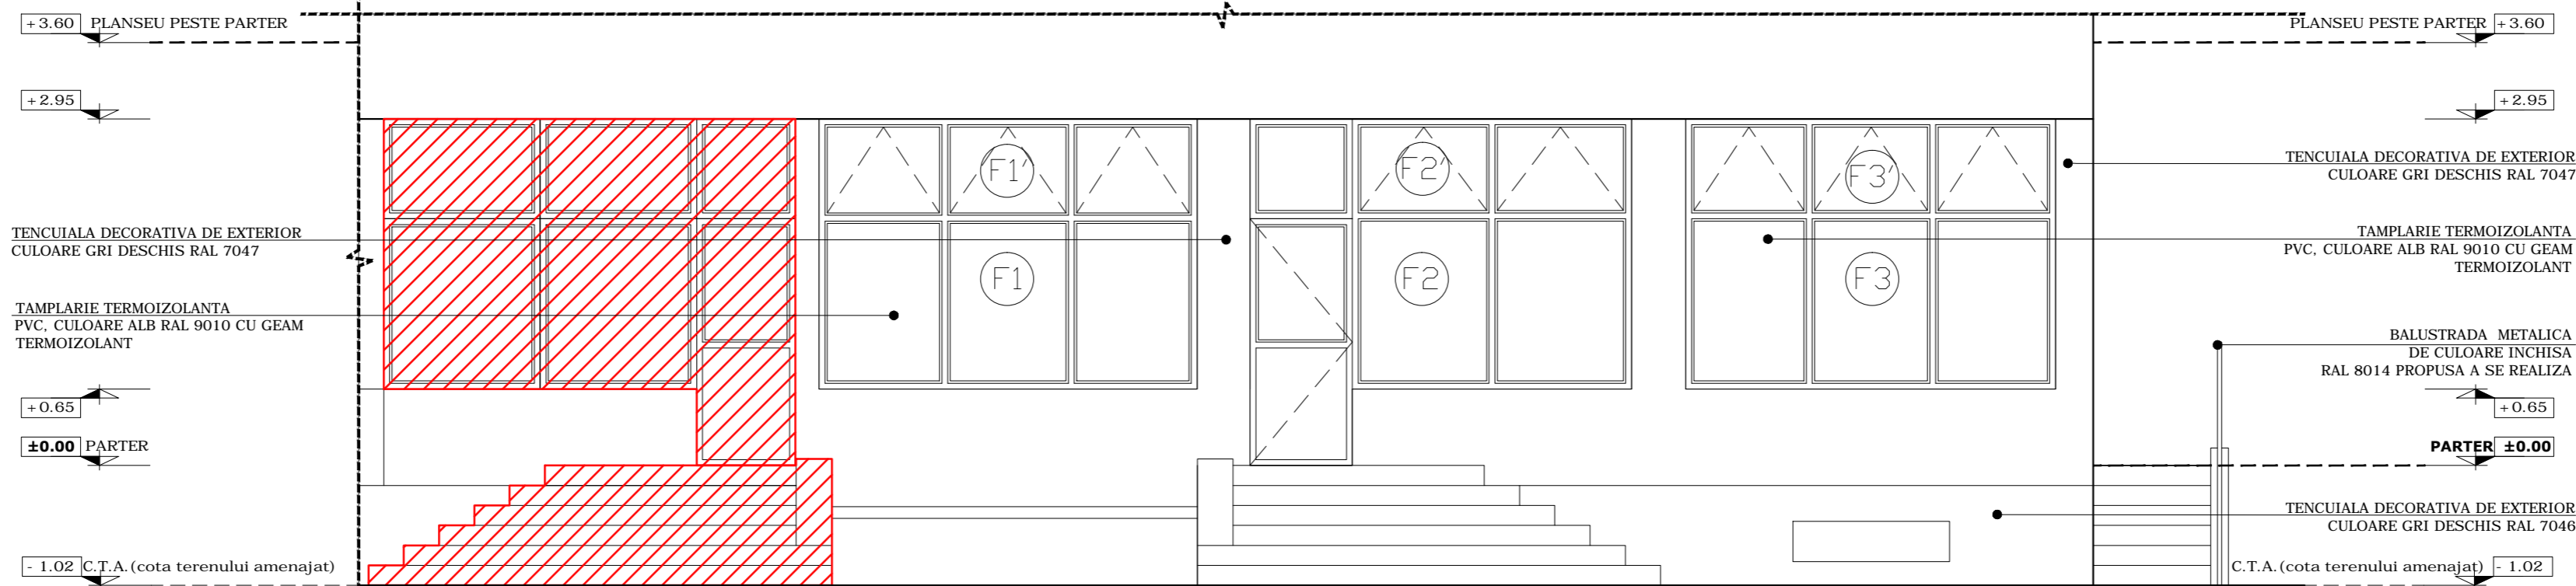 +3.60 PLANSEU PESTE PARTER
PLANSEU PESTE PARTER +3.60
+2.95
+2.95
F1'
F2'
F3'
TENCUIALA DECORATIVA DE EXTERIOR
CULOARE GRI DESCHIS RAL 7047
TENCUIALA DECORATIVA DE EXTERIOR
CULOARE GRI DESCHIS RAL 7047
TAMPLARIE TERMOIZOLANTA
PVC, CULOARE ALB RAL 9010 CU GEAM
TERMOIZOLANT
F1
F2
F3
TAMPLARIE TERMOIZOLANTA
PVC, CULOARE ALB RAL 9010 CU GEAM
TERMOIZOLANT
BALUSTRADA METALICA
DE CULOARE INCHISA
RAL 8014 PROPUSA A SE REALIZA
+0.65
+0.65
±0.00 PARTER
PARTER ±0.00
TENCUIALA DECORATIVA DE EXTERIOR
CULOARE GRI DESCHIS RAL 7046
- 1.02 C.T.A.(cota terenului amenajat)
C.T.A.(cota terenului amenajat) - 1.02